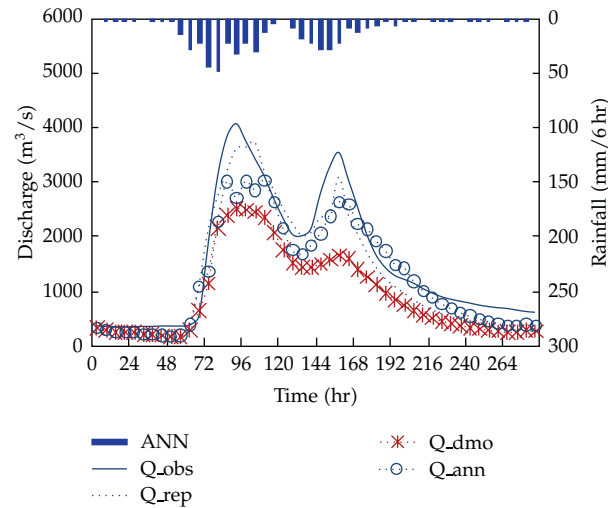 6000
5000
4000
3000
2000
1000
0
Discharge (m³/s)
0
50
100
150
200
250
300
Rainfall (mm/6 hr)
0 24 48 72 96 120 144 168 192 216 240 264
Time (hr)
ANN
Q_obs
Q_rep
Q_dmo
Q_ann